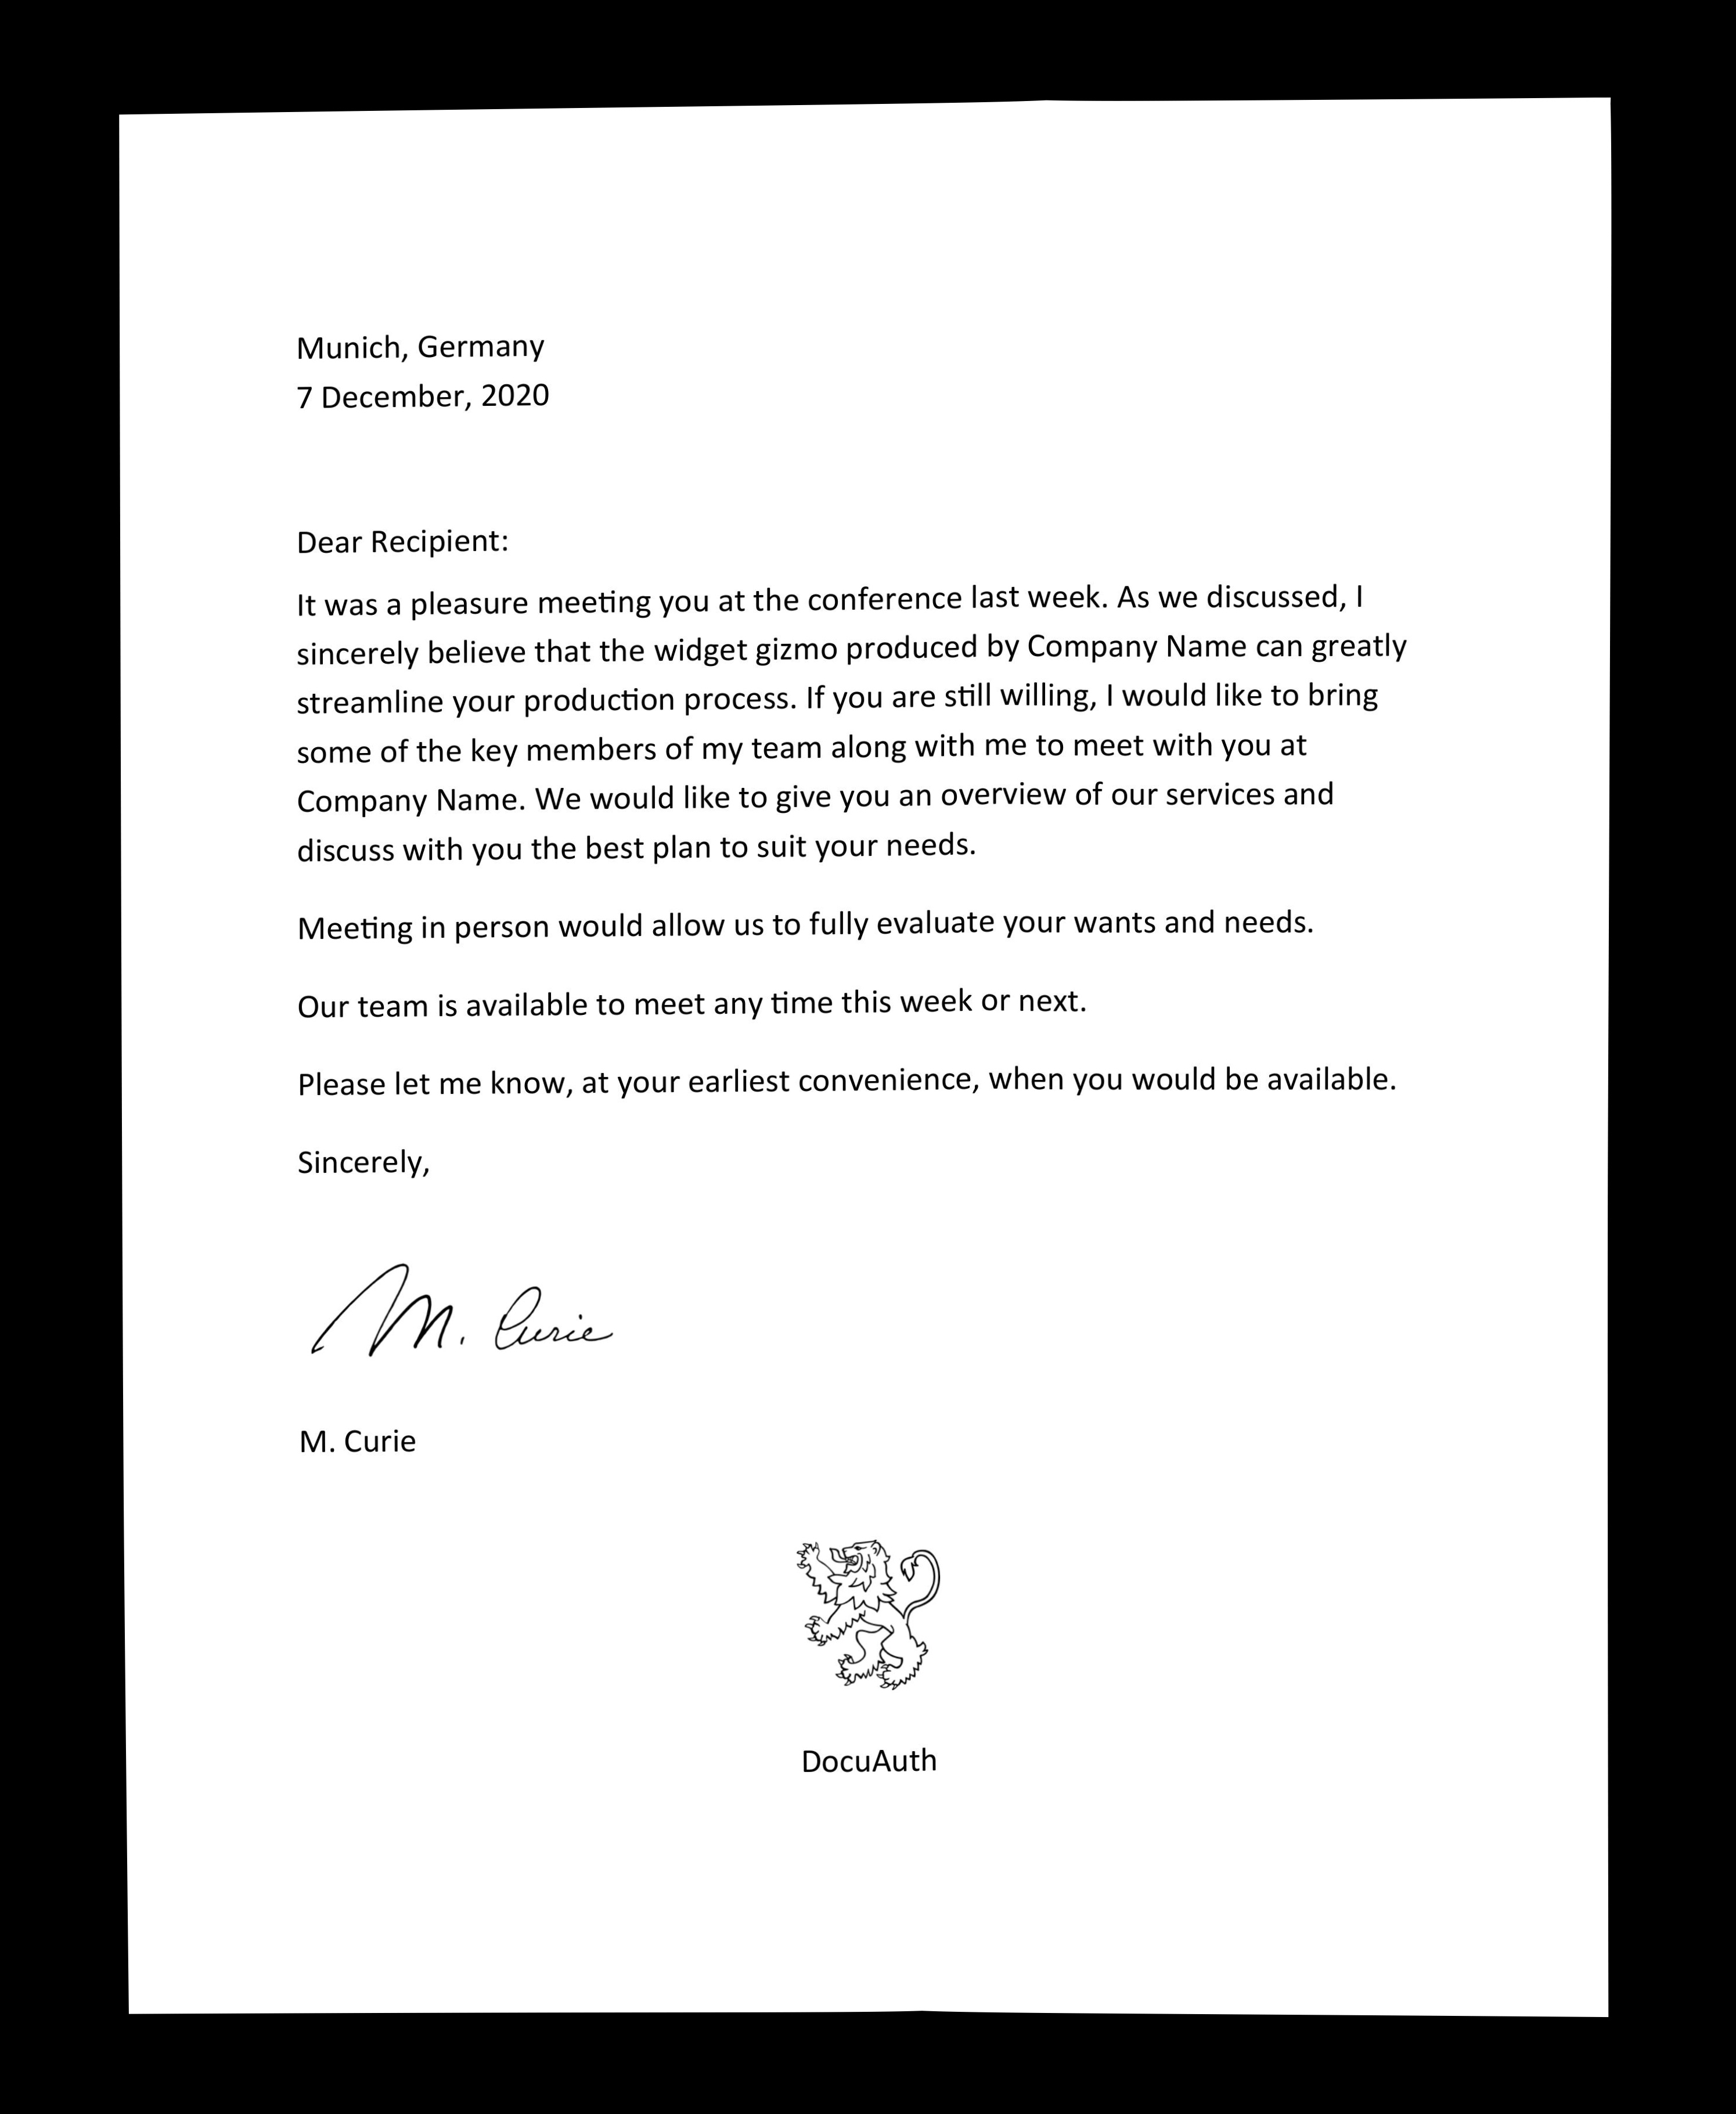 Munich, Germany
7 December, 2020
Dear Recipient:
It was a pleasure meeting you at the conference last week. As we discussed, I
sincerely believe that the widget gizmo produced by Company Name can greatly
streamline your production process. If you are still willing, I would like to bring
some of the key members of my team along with me to meet with you at
Company Name. We would like to give you an overview of our services and
discuss with you the best plan to suit your needs.
Meeting in person would allow us to fully evaluate your wants and needs.
Our team is available to meet any time this week or next.
Please let me know, at your earliest convenience, when you would be available.
Sincerely,
M. Curie
M. Curie
DocuAuth